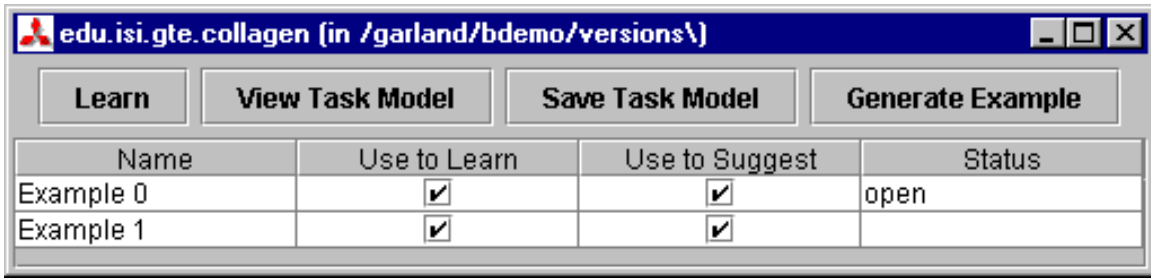 edu.isi.gte.collagen (in /garland/bdemo/versions\)
Learn View Task Model Save Task Model Generate Example
Name Use to Learn Use to Suggest Status
Example 0 open
Example 1